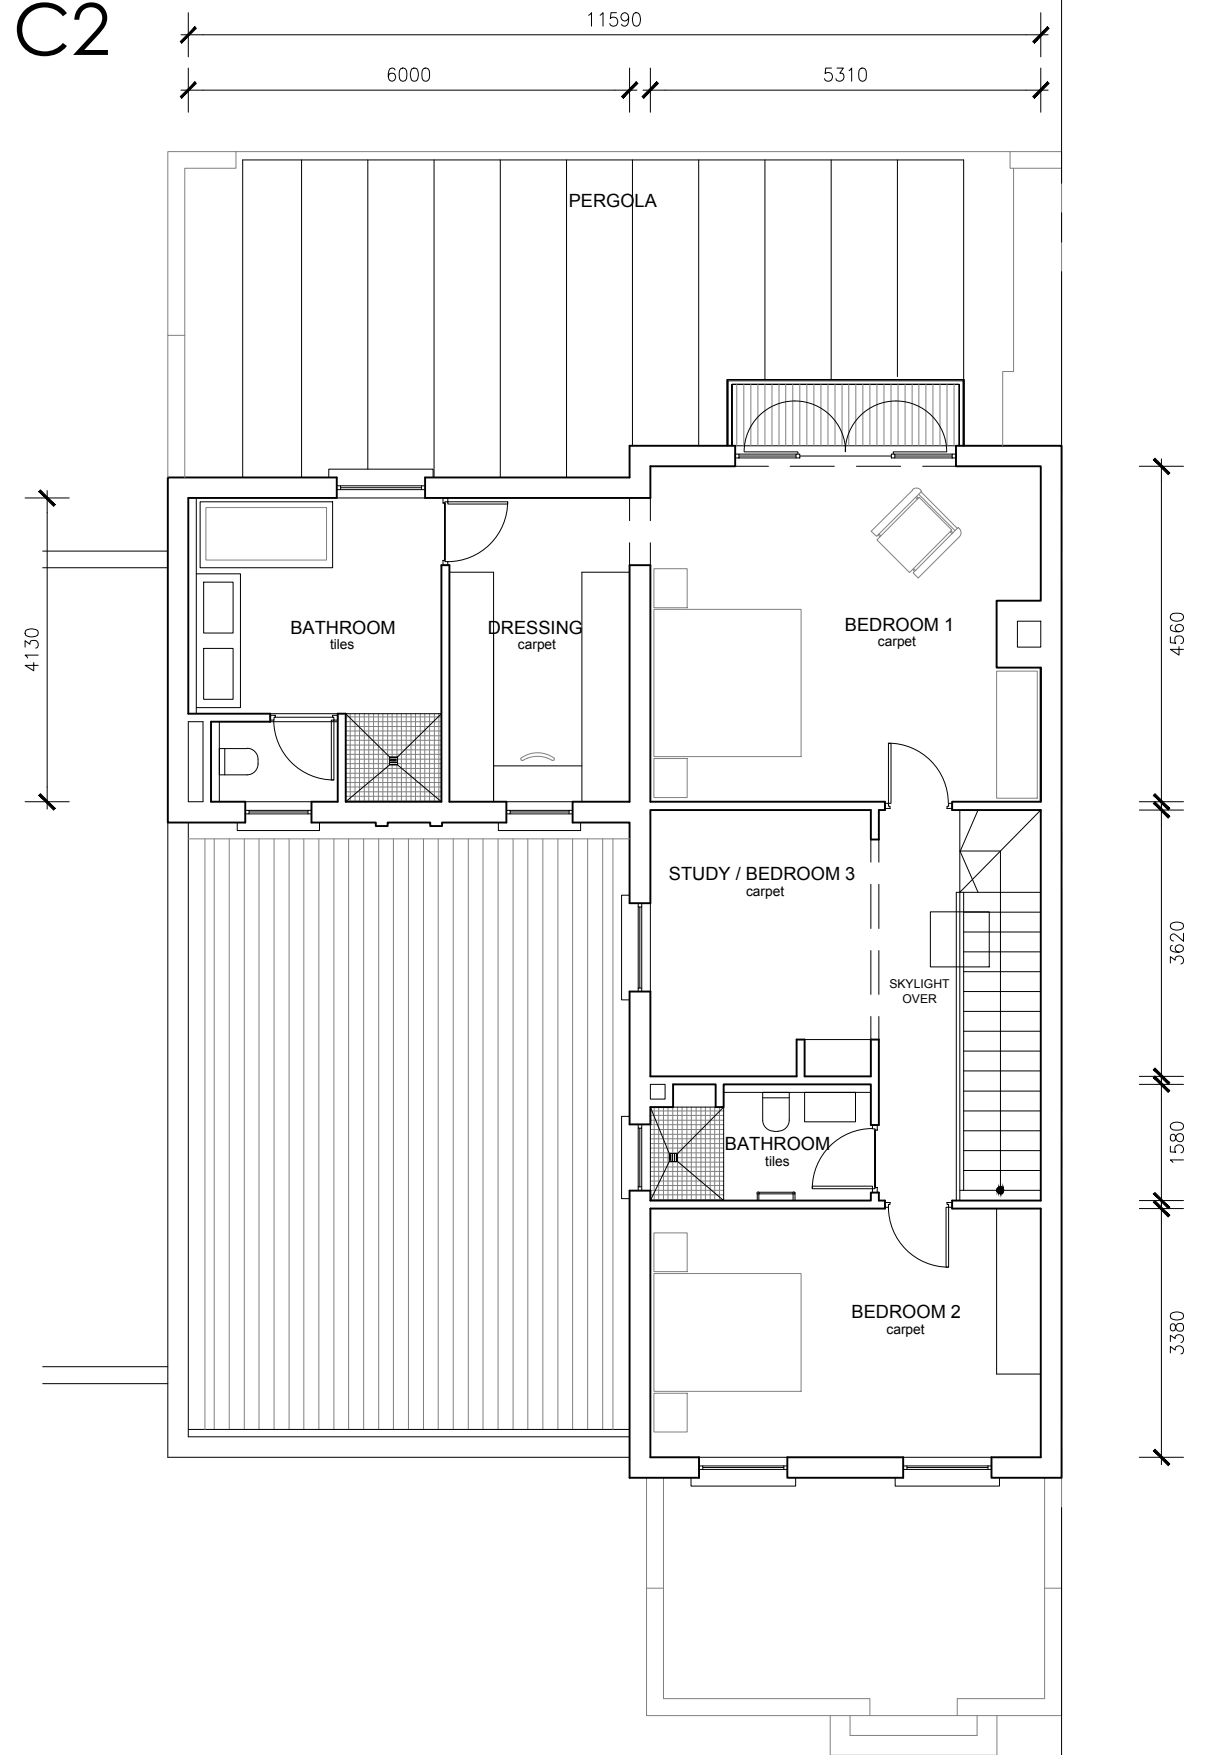 C2
11590
6000
5310
PERGOLA
4130
BATHROOM
tiles
DRESSING
carpet
BEDROOM 1
carpet
4560
STUDY / BEDROOM 3
carpet
SKYLIGHT
OVER
3620
BATHROOM
tiles
1580
BEDROOM 2
carpet
3380